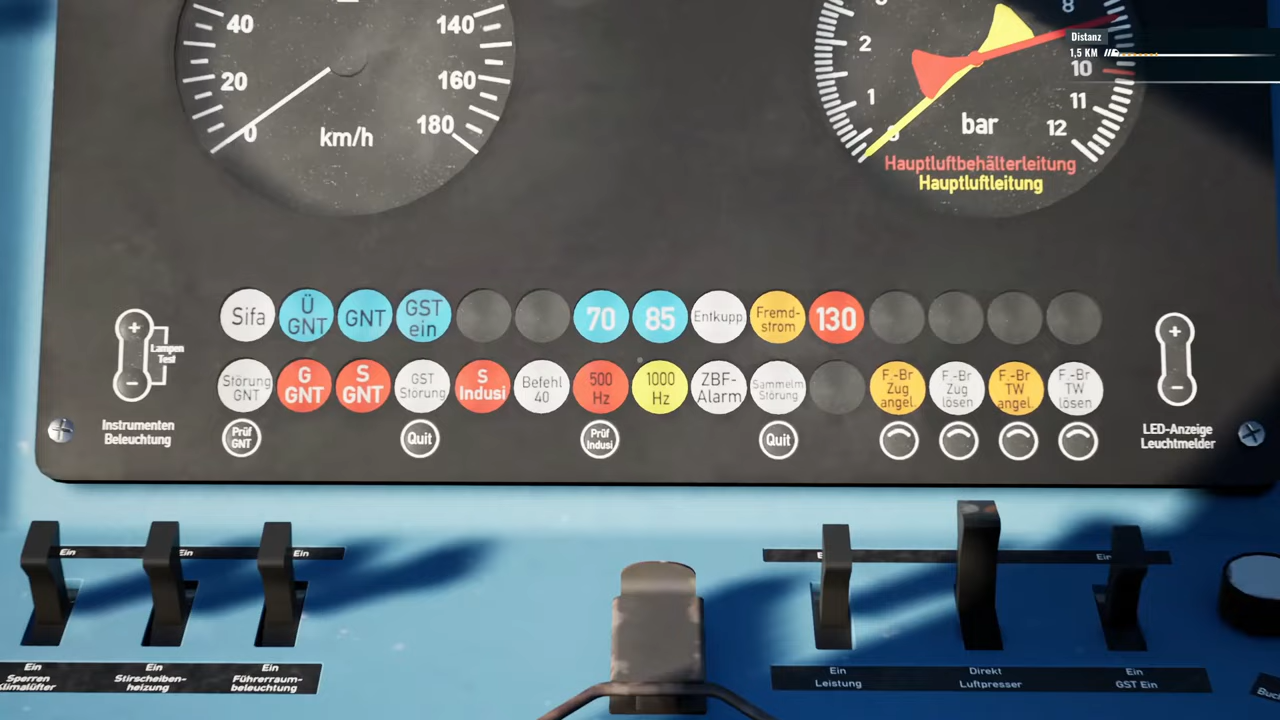 40
140
20
160
0
180
km/h
8
2
1
10
11
12
bar
Hauptluftbehälterleitung
Hauptluftleitung
Distanz
1,5 KM
Sifa
Ü
GNT
GNT
GST
ein
70
85
Entkupp
Fremd-
strom
130
+
Lampen
Test
−
Instrumenten
Beleuchtung
Störung
GNT
G
GNT
S
GNT
GST
Störung
S
Indusi
Befehl
40
500
Hz
1000
Hz
ZBF-
Alarm
Sammelm
Störung
F.-Br
Zug
angel.
F.-Br
Zug
lösen
F.-Br
TW
angel.
F.-Br
TW
lösen
Prüf
GNT
Quit
Prüf
Indusi
Quit
+
−
LED-Anzeige
Leuchtmelder
Ein
Ein
Ein
Ein
Ein
Sperren
Klimalüfter
Ein
Stirscheiben-
heizung
Ein
Führerraum-
beleuchtung
Ein
Leistung
Direkt
Luftpresser
Ein
GST Ein